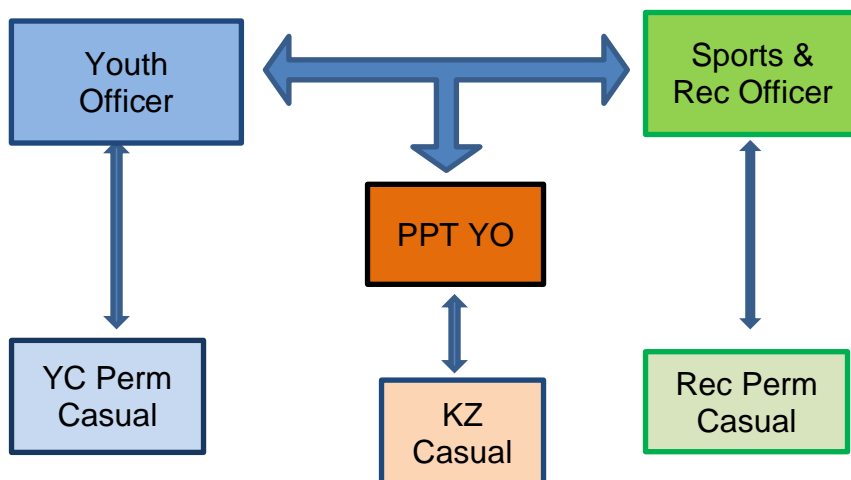 Youth
Officer
Sports &
Rec Officer
PPT YO
YC Perm
Casual
KZ
Casual
Rec Perm
Casual